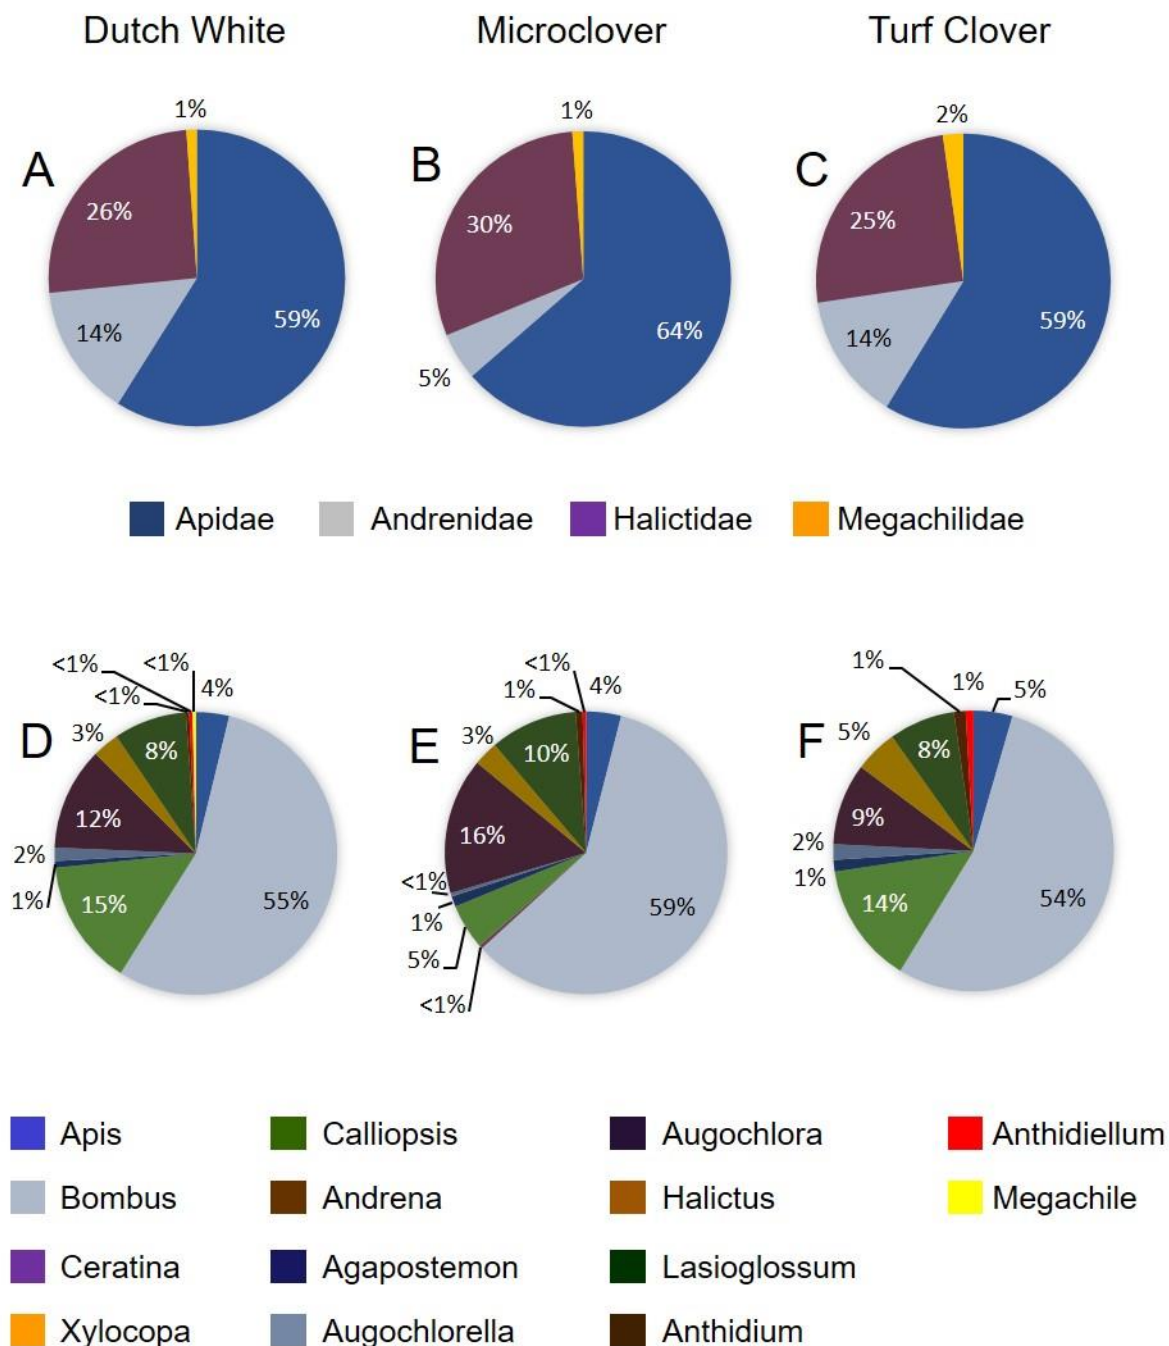 Dutch White Microclover Turf Clover
1% 1% 2%
A B C
26% 30% 25%
59% 64% 59%
14% 5% 14%
Apidae Andrenidae Halictidae Megachilidae
<1% <1% <1% 1%
<1% 4% 1% 4% 1% 5%
D 3% E 3% F 5%
8% 10% 8%
12% 16% 9%
2% <1% 2%
1% 15% 55% 1% 59% 1% 14% 54%
5%
<1%
Apis Calliopsis Augochlora Anthidiellum
Bombus Andrena Halictus Megachile
Ceratina Agapostemon Lasioglossum
Xylocopa Augochlorella Anthidium